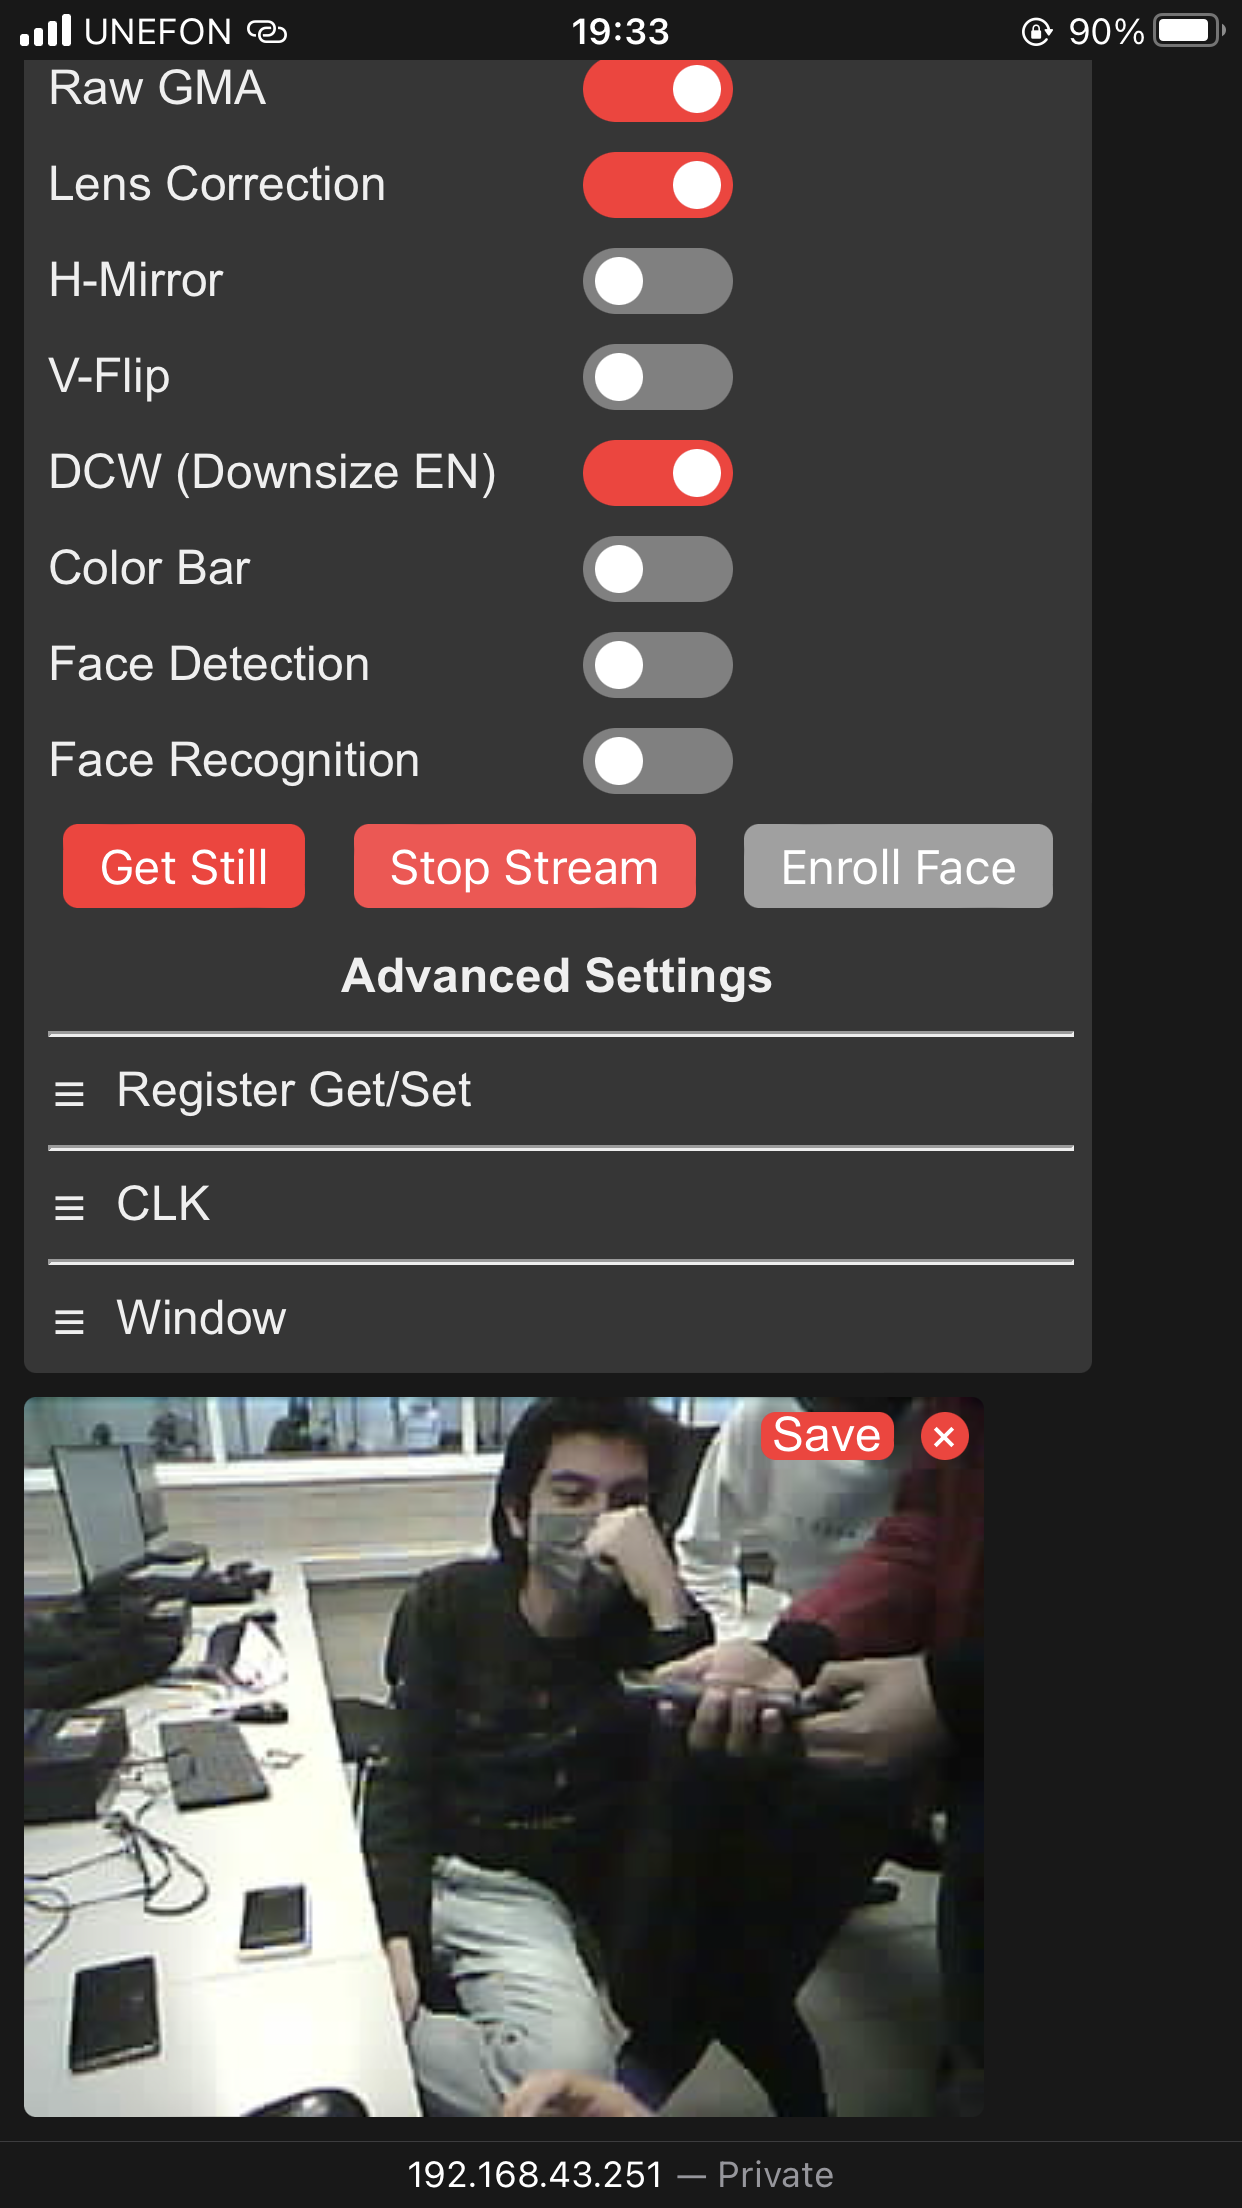 UNEFON 19:33 90%
Raw GMA
Lens Correction
H-Mirror
V-Flip
DCW (Downsize EN)
Color Bar
Face Detection
Face Recognition
Get Still Stop Stream Enroll Face
Advanced Settings
Register Get/Set
CLK
Window
Save ×
192.168.43.251 — Private